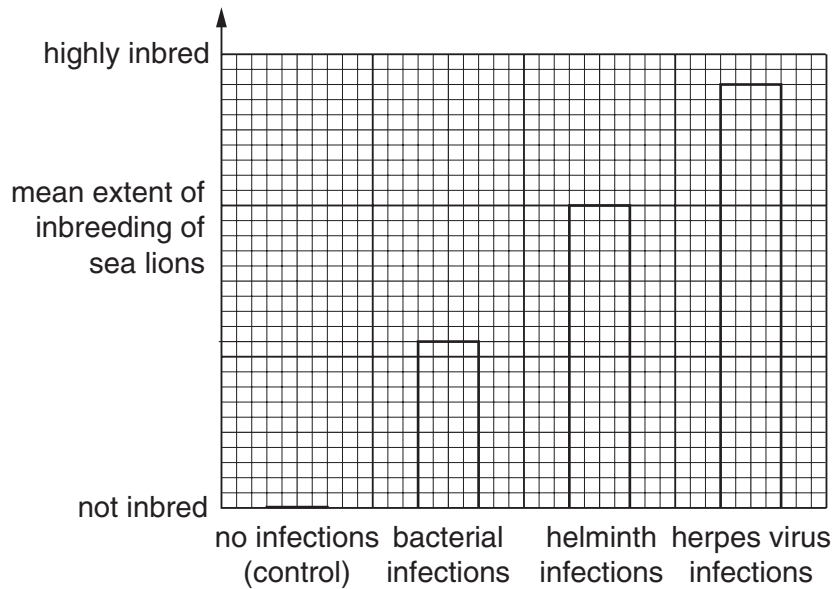 highly inbred
mean extent of
inbreeding of
sea lions
not inbred
no infections
(control)
bacterial
infections
helminth
infections
herpes virus
infections